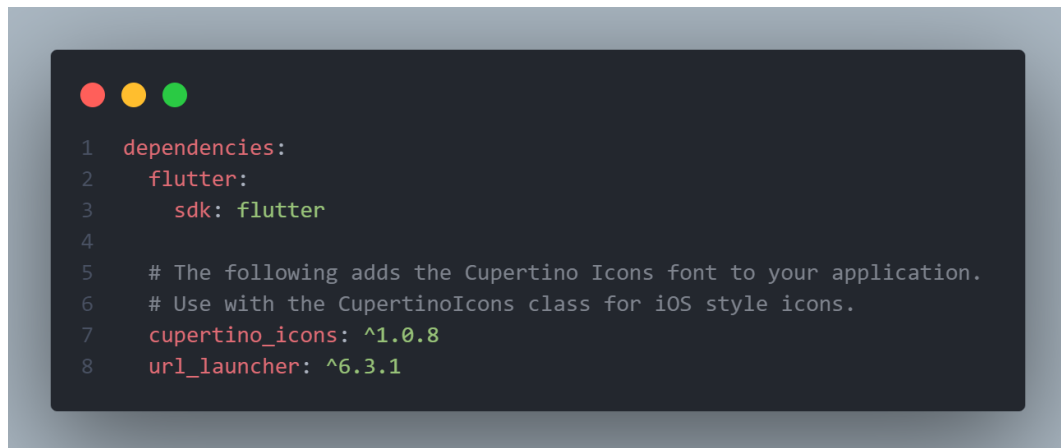 1 dependencies:
2   flutter:
3     sdk: flutter
4
5   # The following adds the Cupertino Icons font to your application.
6   # Use with the CupertinoIcons class for iOS style icons.
7   cupertino_icons: ^1.0.8
8   url_launcher: ^6.3.1